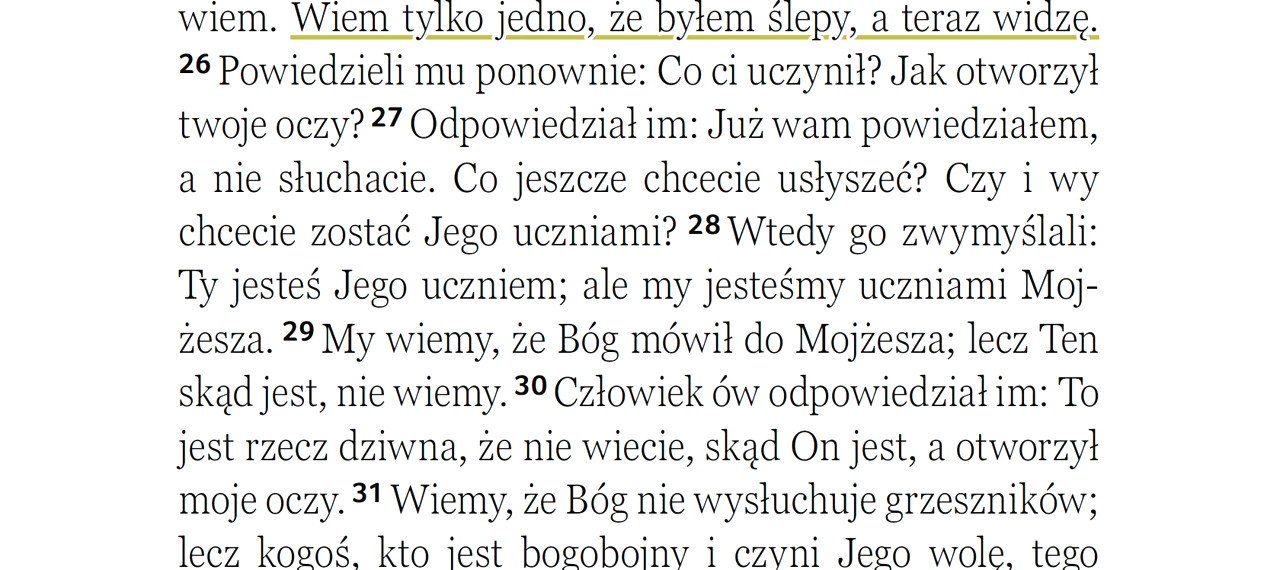 wiem. Wiem tylko jedno, że byłem ślepy, a teraz widzę.
26 Powiedzieli mu ponownie: Co ci uczynił? Jak otworzył
twoje oczy? 27 Odpowiedział im: Już wam powiedziałem,
a nie słuchacie. Co jeszcze chcecie usłyszeć? Czy i wy
chcecie zostać Jego uczniami? 28 Wtedy go zwymyślali:
Ty jesteś Jego uczniem; ale my jesteśmy uczniami Moj-
żesza. 29 My wiemy, że Bóg mówił do Mojżesza; lecz Ten
skąd jest, nie wiemy. 30 Człowiek ów odpowiedział im: To
jest rzecz dziwna, że nie wiecie, skąd On jest, a otworzył
moje oczy. 31 Wiemy, że Bóg nie wysłuchuje grzeszników;
lecz kogoś, kto jest bogobojny i czyni Jego wolę, tego